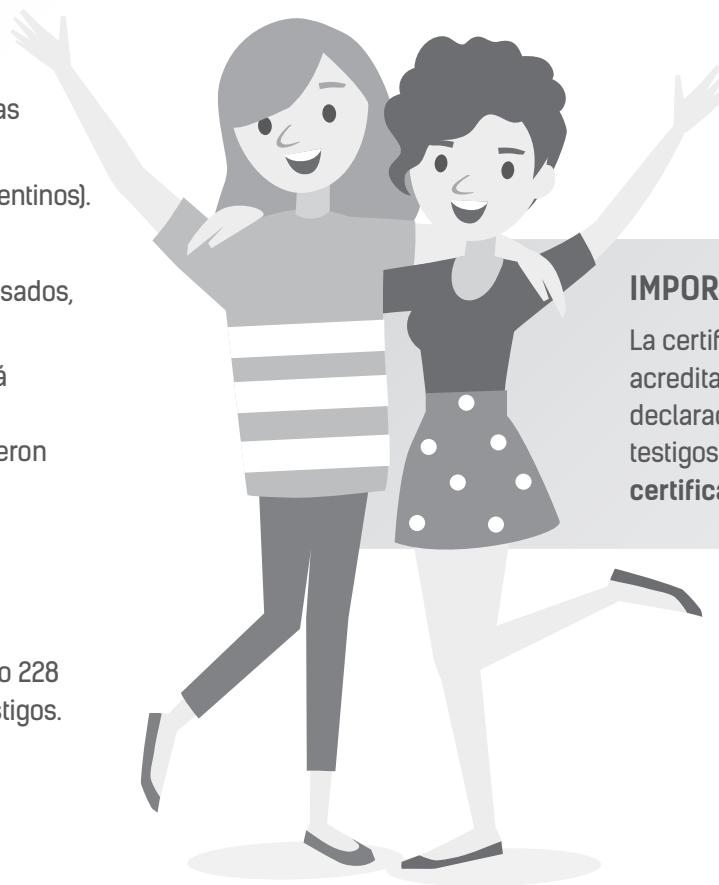 as
entinos).
sados,
á
eron
o 228
stigos.
IMPOR
La certif
acredita
declarac
testigos
certifica